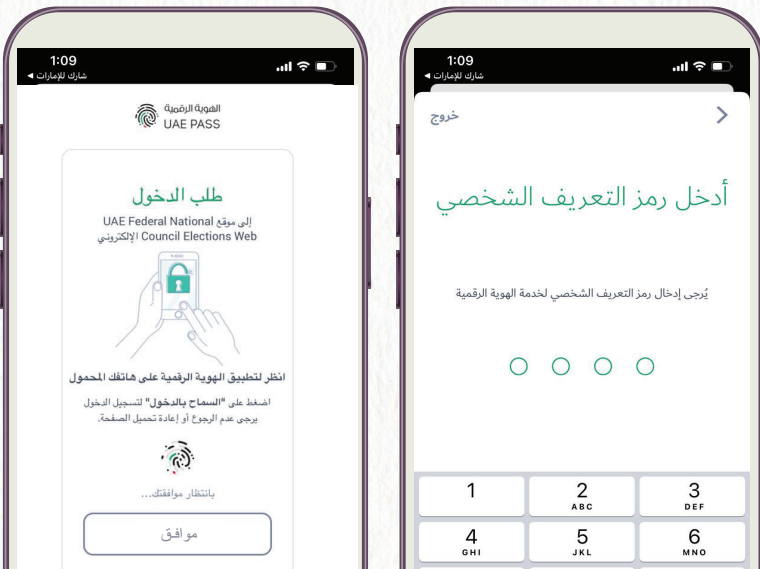 1:09
شارك للإمارات ◄
الهوية الرقمية
UAE PASS
طلب الدخول
إلى موقع UAE Federal National
Council Elections Web الإلكتروني
انظر لتطبيق الهوية الرقمية على هاتفك المحمول
اضغط على "السماح بالدخول" لتسجيل الدخول
يرجى عدم الرجوع أو إعادة تحميل الصفحة.
بانتظار موافقتك...
موافق
1:09
شارك للإمارات ◄
خروج
أدخل رمز التعريف الشخصي
يُرجى إدخال رمز التعريف الشخصي لخدمة الهوية الرقمية
1 2 3
ABC DEF
4 5 6
GHI JKL MNO